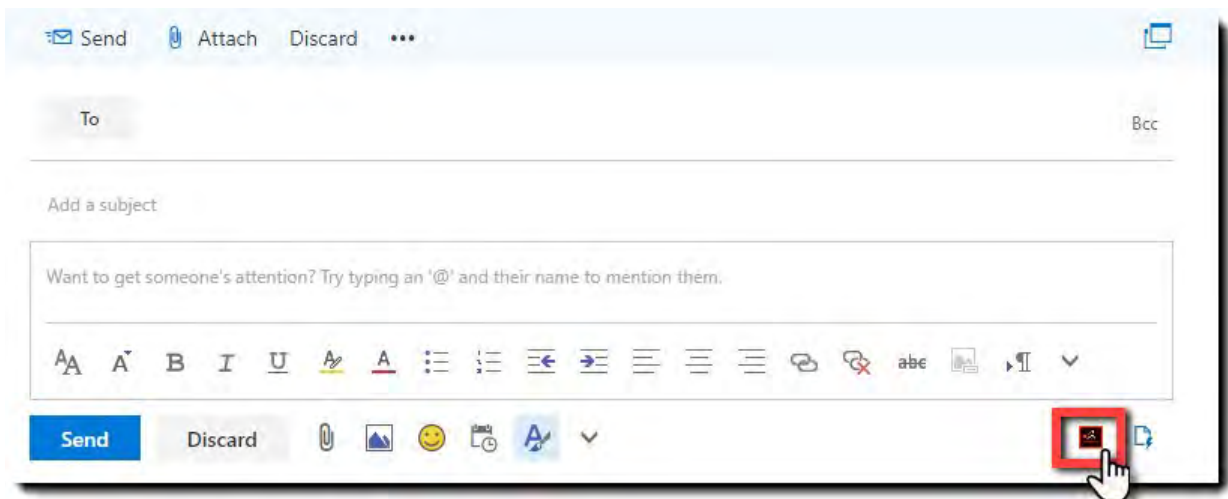 Send Attach Discard •••
To Bcc
Add a subject
Want to get someone's attention? Try typing an '@' and their name to mention them.
AA A B I U A A abc ¶
Send Discard A